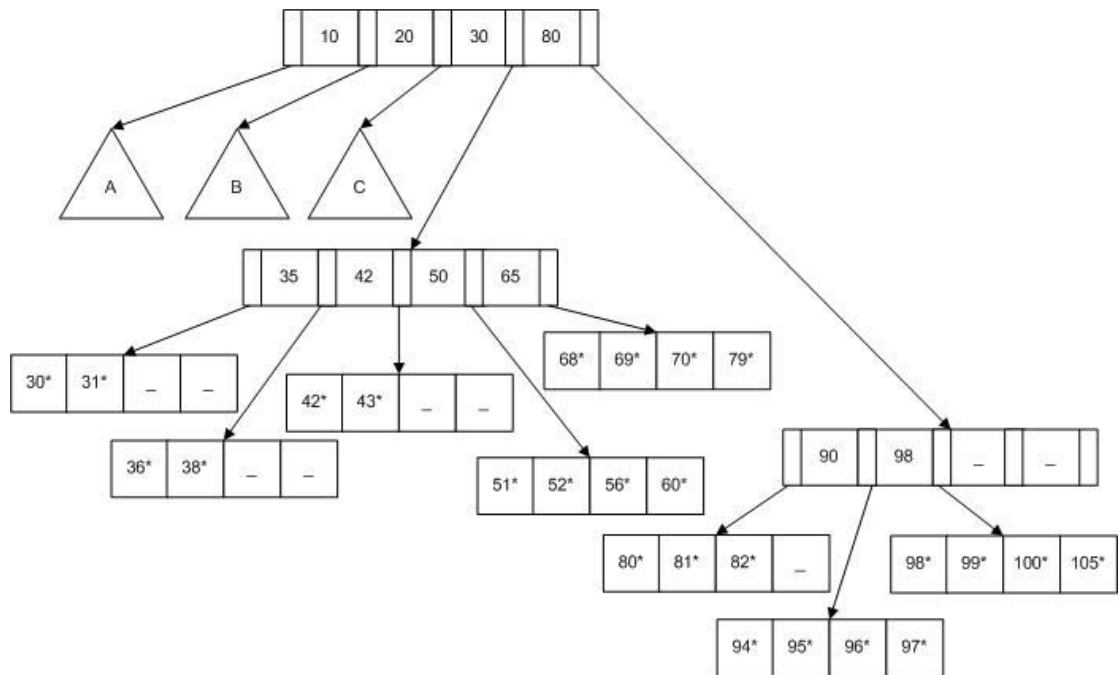 10 20 30 80
A B C
35 42 50 65
30* 31* _ _
36* 38* _ _
42* 43* _ _
51* 52* 56* 60*
68* 69* 70* 79*
90 98 _ _
80* 81* 82* _
94* 95* 96* 97*
98* 99* 100* 105*